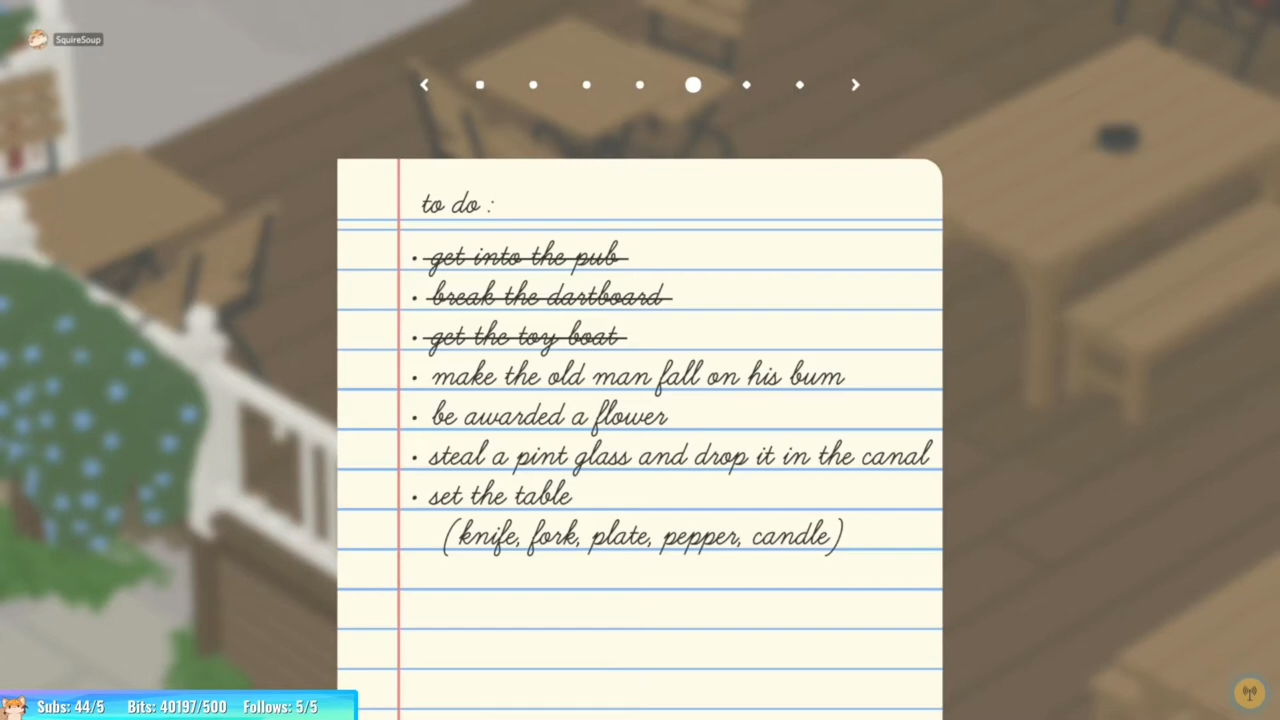 SquireSoup
to do :
• get into the pub
• break the dartboard
• get the toy boat
• make the old man fall on his bum
• be awarded a flower
• steal a pint glass and drop it in the canal
• set the table
(knife, fork, plate, pepper, candle)
Subs: 44/5 Bits: 40197/500 Follows: 5/5